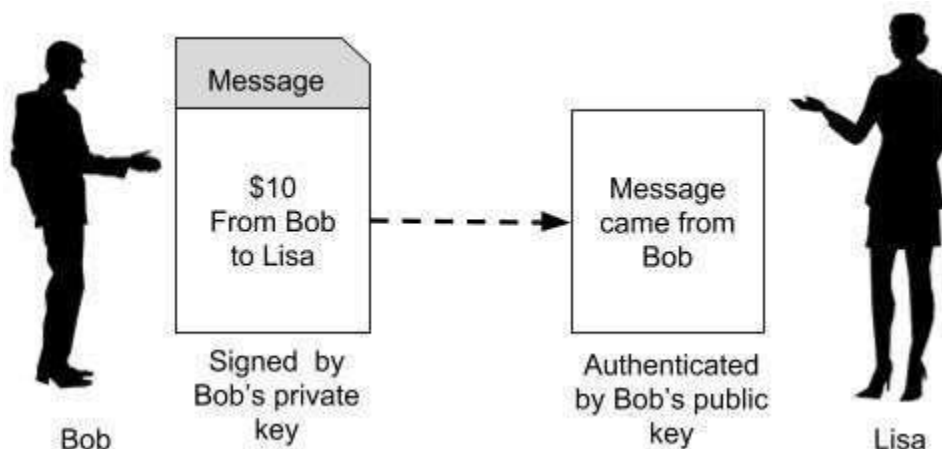 Message
$10
From Bob
to Lisa
Message
came from
Bob
Signed by
Bob's private
key
Authenticated
by Bob's public
key
Bob
Lisa